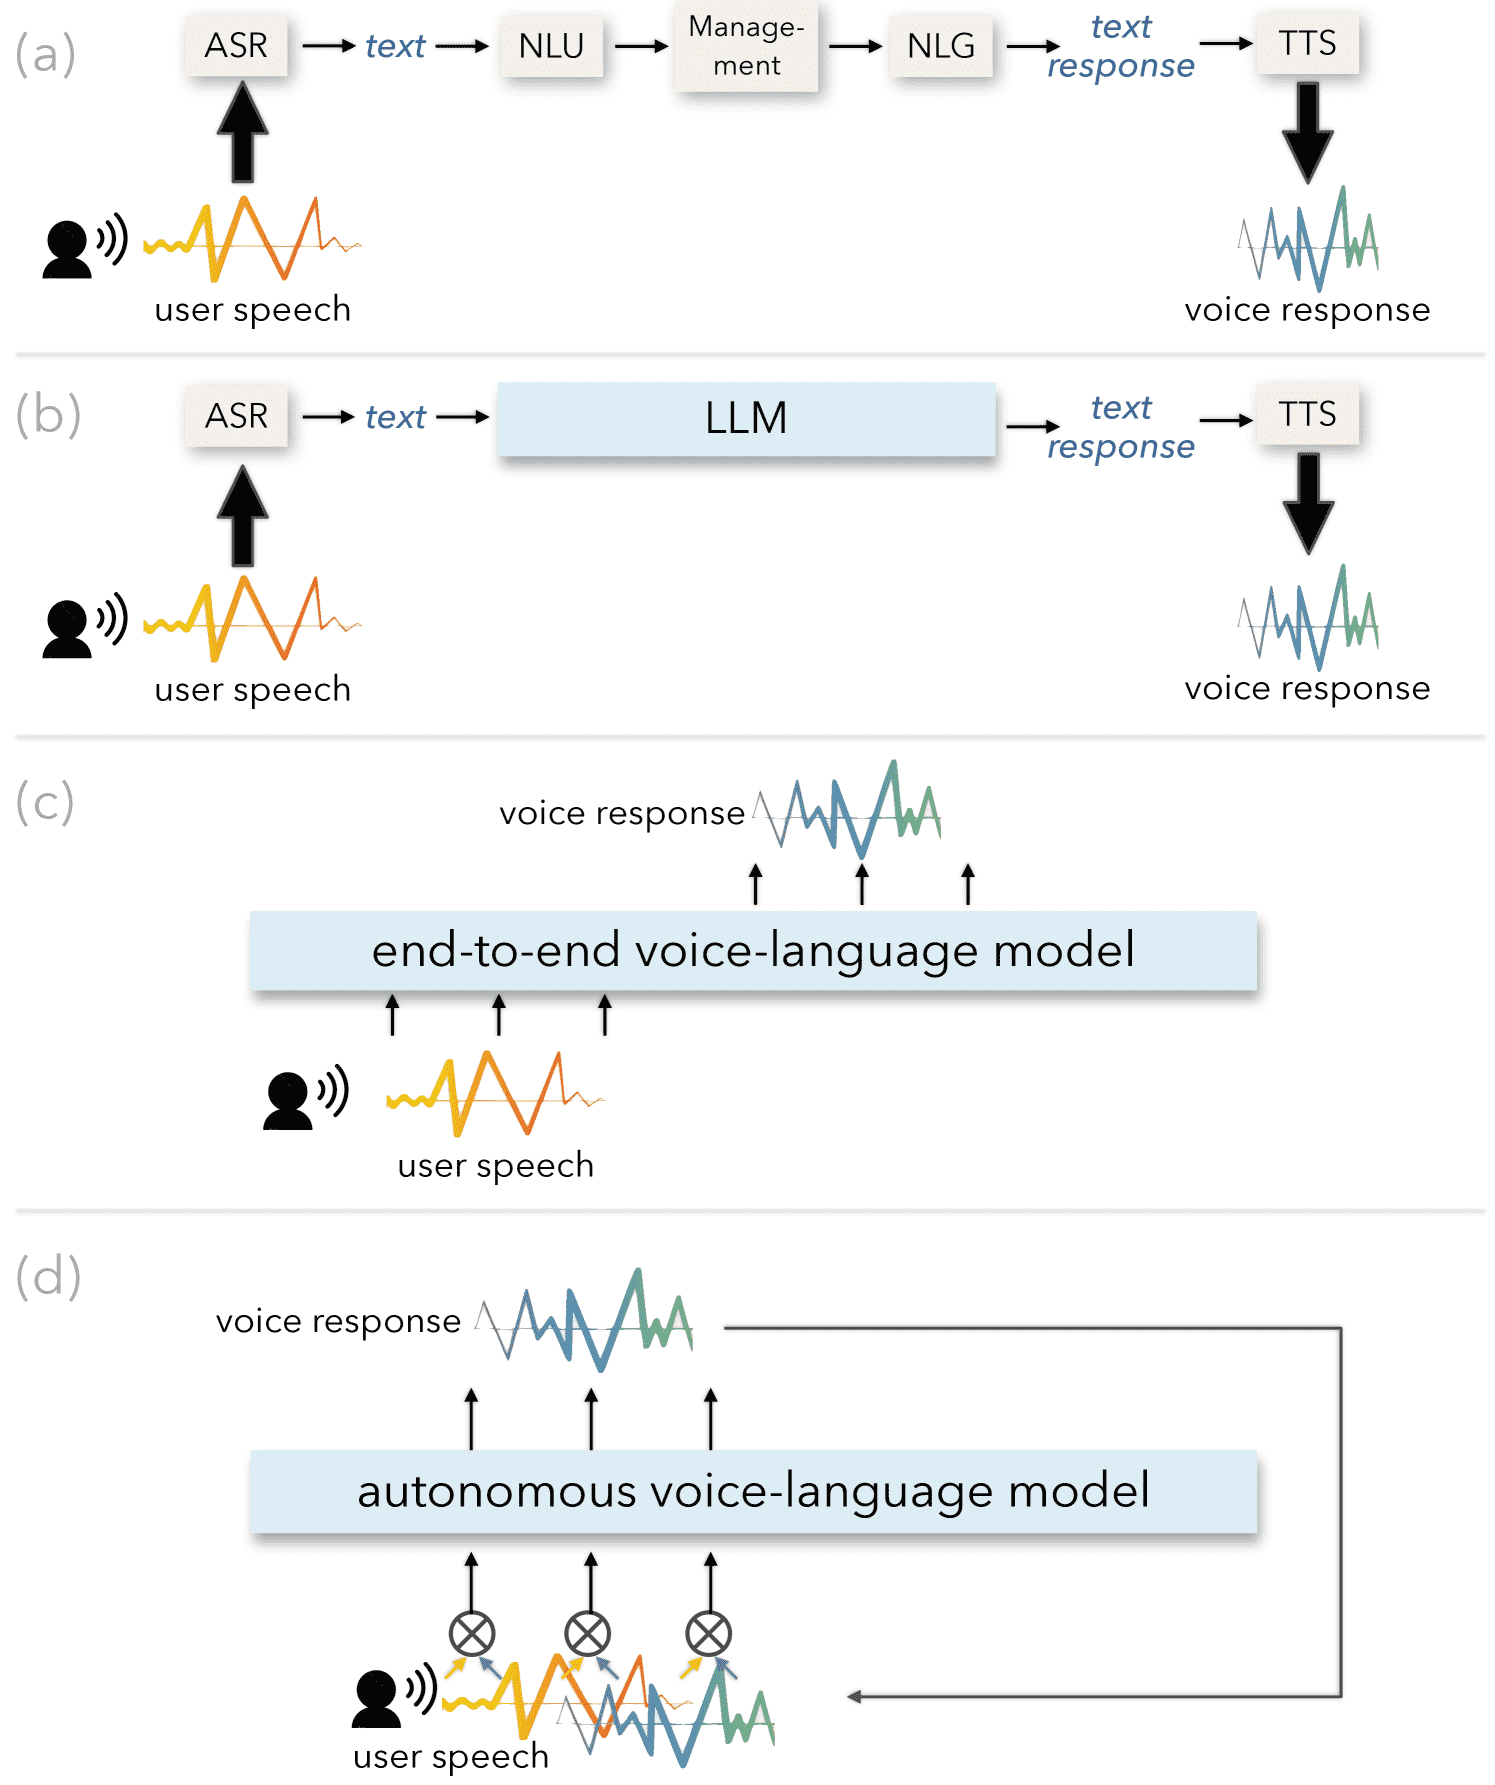 (a)
ASR
text
NLU
Manage-
ment
NLG
text
response
TTS
user speech
voice response
(b)
ASR
text
LLM
text
response
TTS
user speech
voice response
(c)
voice response
end-to-end voice-language model
user speech
(d)
voice response
autonomous voice-language model
user speech